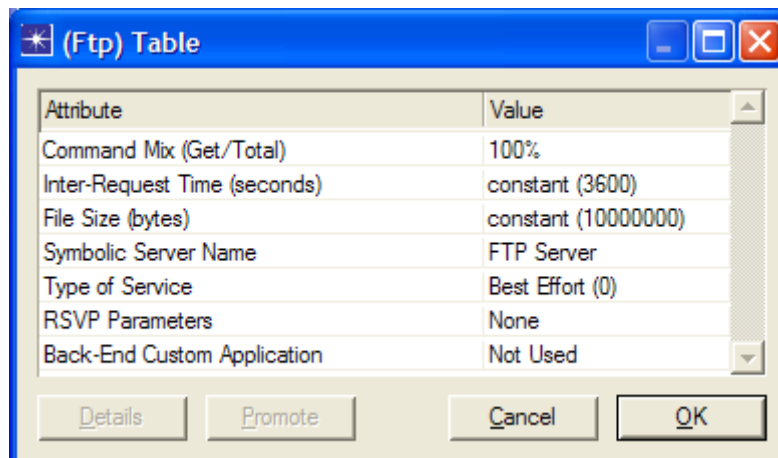 (Ftp) Table
Attribute Value
Command Mix (Get/Total) 100%
Inter-Request Time (seconds) constant (3600)
File Size (bytes) constant (10000000)
Symbolic Server Name FTP Server
Type of Service Best Effort (0)
RSVP Parameters None
Back-End Custom Application Not Used
Details Promote Cancel OK